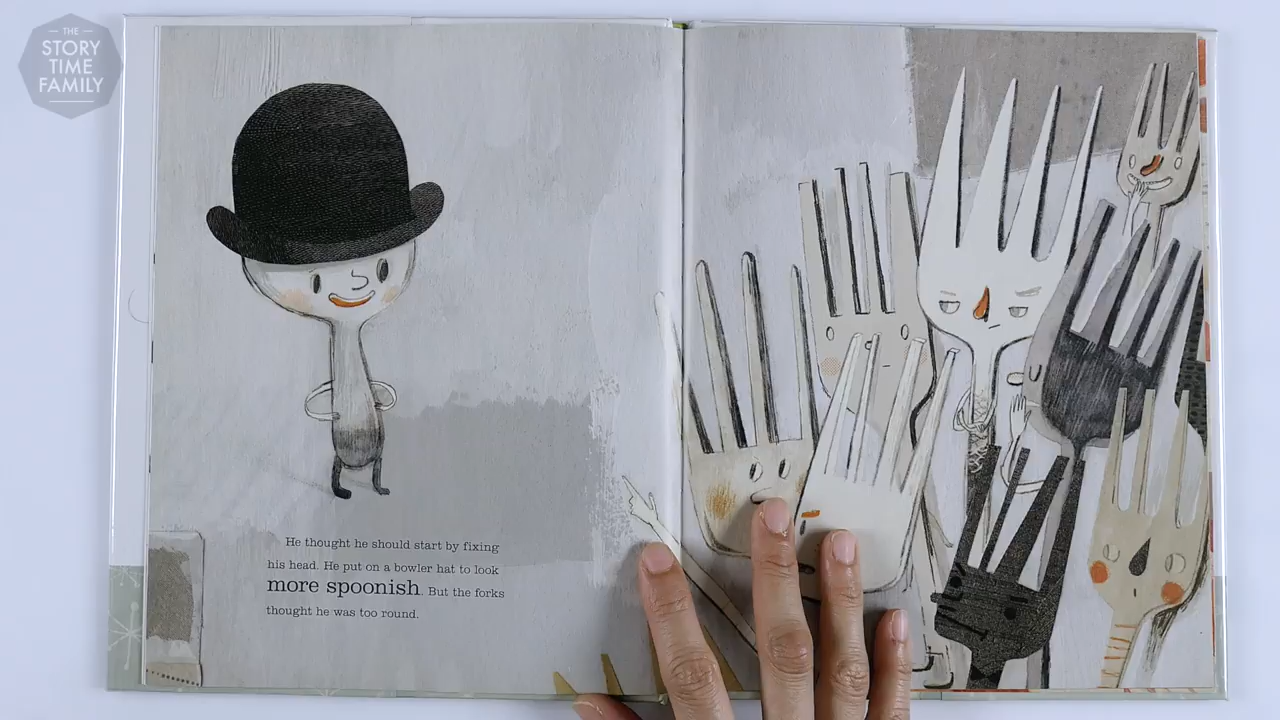 THE
STORY
TIME
FAMILY
He thought he should start by fixing
his head. He put on a bowler hat to look
more spoonish. But the forks
thought he was too round.